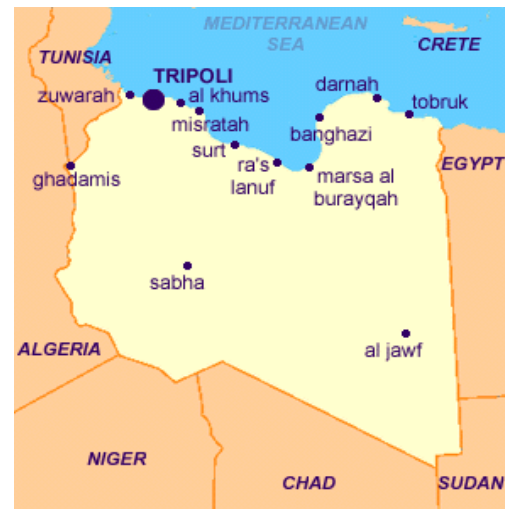 MEDITERRANEAN
SEA
CRETE
TUNISIA
TRIPOLI
zuwarah
al khums
darnah
tobruk
misratah
banghazi
surt
ra's
lanuf
marsa al
burayqah
EGYPT
ghadamis
sabha
al jawf
ALGERIA
NIGER
CHAD
SUDAN